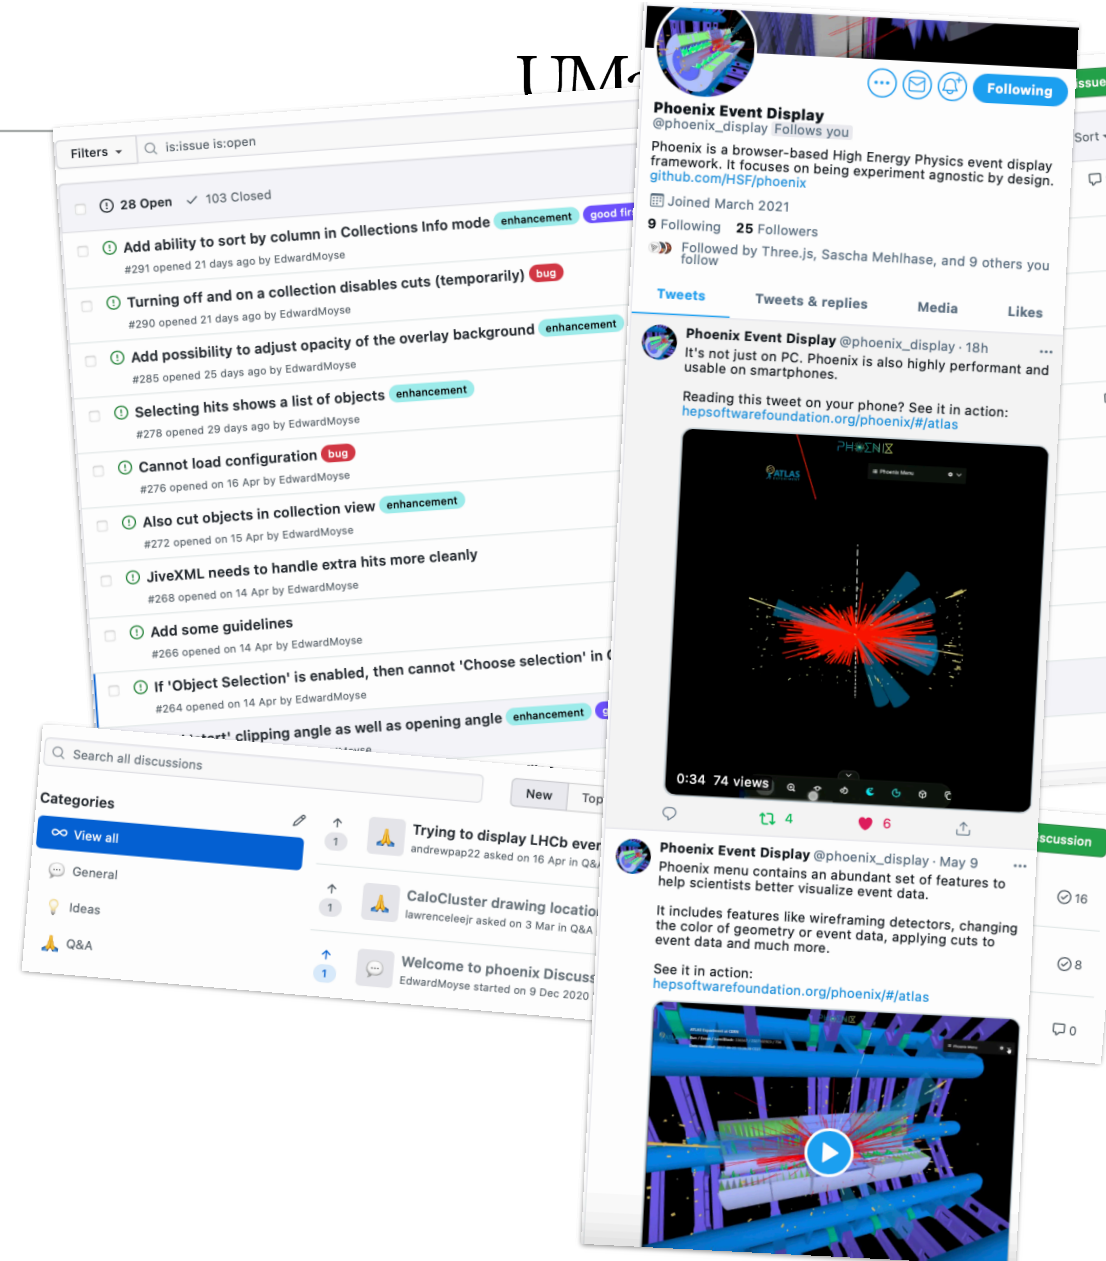 UM
Filters
is:issue is:open
28 Open
103 Closed
Add ability to sort by column in Collections Info mode enhancement good
#291 opened 21 days ago by EdwardMoyse
Turning off and on a collection disables cuts (temporarily) bug
#290 opened 21 days ago by EdwardMoyse
Add possibility to adjust opacity of the overlay background enhancement
#285 opened 25 days ago by EdwardMoyse
Selecting hits shows a list of objects enhancement
#278 opened 29 days ago by EdwardMoyse
Cannot load configuration bug
#276 opened on 16 Apr by EdwardMoyse
Also cut objects in collection view enhancement
#272 opened on 15 Apr by EdwardMoyse
JiveXML needs to handle extra hits more cleanly
#268 opened on 14 Apr by EdwardMoyse
Add some guidelines
#266 opened on 14 Apr by EdwardMoyse
If 'Object Selection' is enabled, then cannot 'Choose selection' in
#264 opened on 14 Apr by EdwardMoyse
clipping angle as well as opening angle enhancement
Search all discussions
New
Top
Categories
View all
General
Ideas
Q&A
1
Trying to display LHCb
andrewpap22 asked on 16 Apr in Q&A
1
CaloCluster drawing
lawrenceleejr asked on 3 Mar in Q&A
1
Welcome to phoenix
EdwardMoyse started on 9 Dec 2020
Following
Phoenix Event Display
@phoenix_display Follows you
Phoenix is a browser-based High Energy Physics event display
framework. It focuses on being experiment agnostic by design.
github.com/HSF/phoenix
Joined March 2021
9 Following 25 Followers
Followed by Three.js, Sascha Mehlhase, and 9 others you
follow
Tweets
Tweets & replies
Media
Likes
Phoenix Event Display @phoenix_display · 18h
It's not just on PC. Phoenix is also highly performant and
usable on smartphones.
Reading this tweet on your phone? See it in action:
hepsoftwarefoundation.org/phoenix/#/atlas
PHOENIX
ATLAS
Phoenix Menu
0:34 74 views
4
6
Phoenix Event Display @phoenix_display · May 9
Phoenix menu contains an abundant set of features to
help scientists better visualize event data.
It includes features like wireframing detectors, changing
the color of geometry or event data, applying cuts to
event data and much more.
See it in action:
hepsoftwarefoundation.org/phoenix/#/atlas
Sort
16
8
0